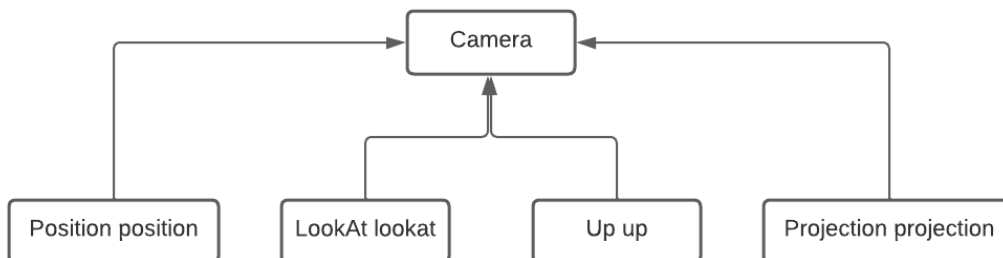 Camera
Position position
LookAt lookat
Up up
Projection projection